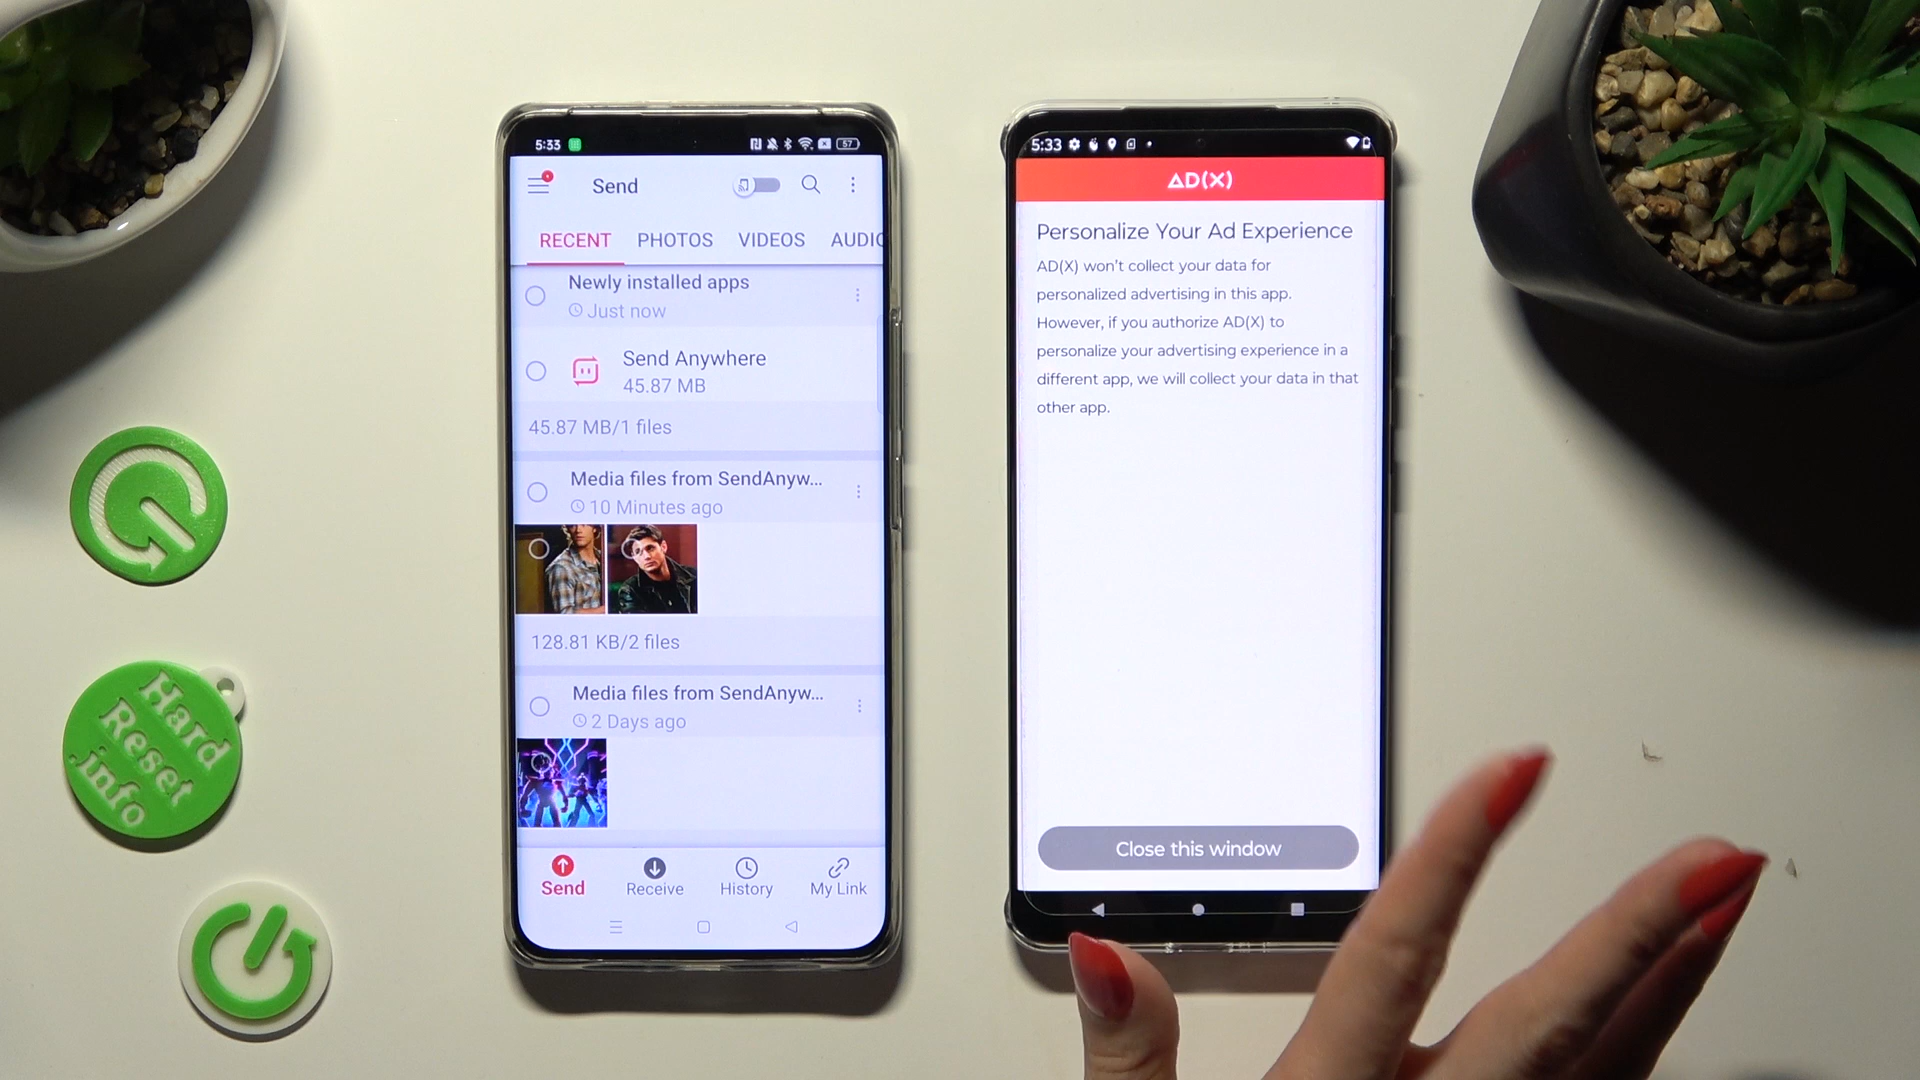 5:33
57
Send
RECENT PHOTOS VIDEOS AUDIO
Newly installed apps
Just now
Send Anywhere
45.87 MB
45.87 MB/1 files
Media files from SendAnyw...
10 Minutes ago
128.81 KB/2 files
Media files from SendAnyw...
2 Days ago
Send
Receive
History
My Link
5:33
AD(X)
Personalize Your Ad Experience
AD(X) won't collect your data for
personalized advertising in this app.
However, if you authorize AD(X) to
personalize your advertising experience in a
different app, we will collect your data in that
other app.
Close this window
Hard
Reset
.info